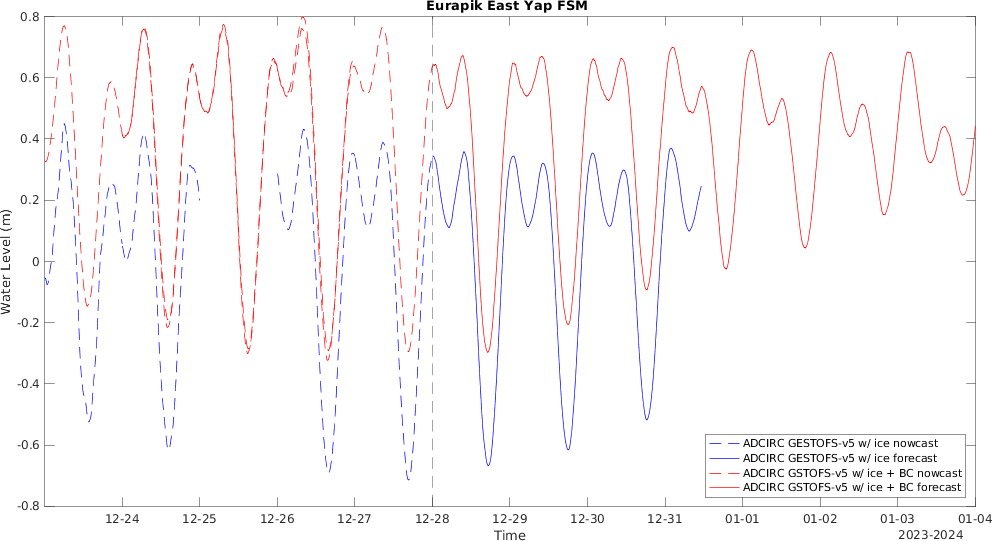 Eurapik East Yap FSM
Water Level (m)
0.8
0.6
0.4
0.2
0
-0.2
-0.4
-0.6
-0.8
ADCIRC GESTOFS-v5 w/ ice nowcast
ADCIRC GESTOFS-v5 w/ ice forecast
ADCIRC GSTOFS-v5 w/ ice + BC nowcast
ADCIRC GSTOFS-v5 w/ ice + BC forecast
12-24 12-25 12-26 12-27 12-28 12-29 12-30 12-31 01-01 01-02 01-03 01-04
Time
2023-2024